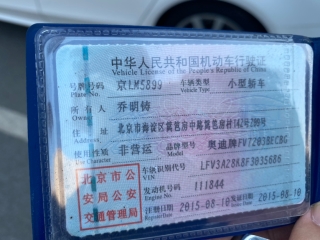 中华人民共和国机动车行驶证
Vehicle License of the People's Republic of China
号牌号码 京LM5899 车辆类型 小型轿车
Plate No. Vehicle Type
所有人 乔明铸
Owner
住址 北京市海淀区
Address
使用性质 非营运 品牌型号 奥迪牌FV7203BECBG
Use Character Model
北京市公安局公安交通管理局
车辆识别代号 LFV3A28K8F3035686
VIN
发动机号码 111844
Engine No.
注册日期 2015-08-10 发证日期 2015-08-10
Register Date Issue Date